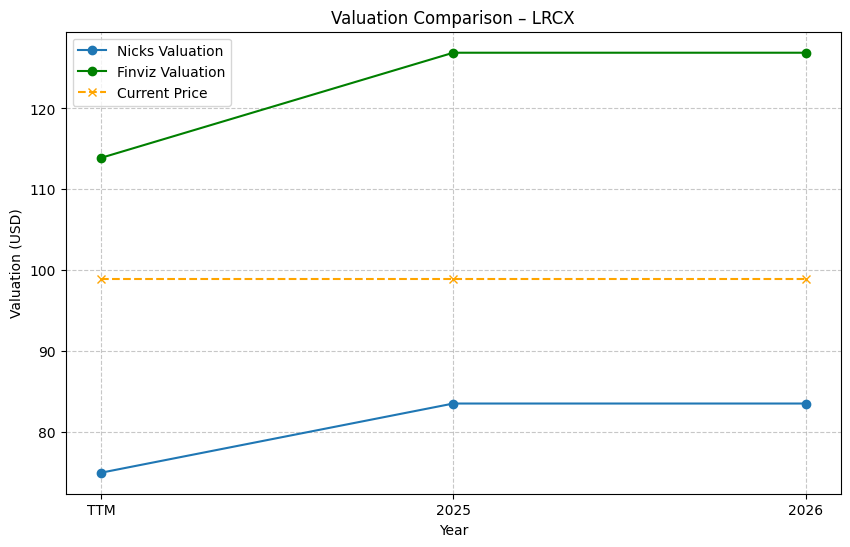 Valuation Comparison – LRCX
Nicks Valuation
Finviz Valuation
Current Price
Valuation (USD)
120
110
100
90
80
TTM
2025
2026
Year